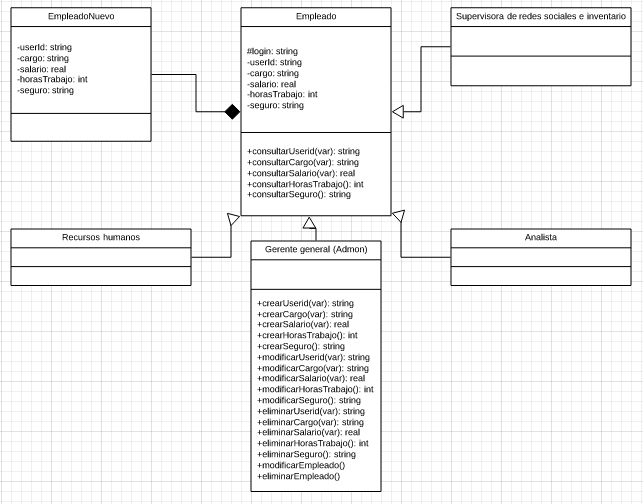 EmpleadoNuevo
-userId: string
-cargo: string
-salario: real
-horasTrabajo: int
-seguro: string
Empleado
#login: string
-userId: string
-cargo: string
-salario: real
-horasTrabajo: int
-seguro: string
+consultarUserid(var): string
+consultarCargo(var): string
+consultarSalario(var): real
+consultarHorasTrabajo(): int
+consultarSeguro(): string
Supervisora de redes sociales e inventario
Recursos humanos
Gerente general (Admon)
+crearUserid(var): string
+crearCargo(var): string
+crearSalario(var): real
+crearHorasTrabajo(): int
+crearSeguro(): string
+modificarUserid(var): string
+modificarCargo(var): string
+modificarSalario(var): real
+modificarHorasTrabajo(): int
+modificarSeguro(): string
+eliminarUserid(var): string
+eliminarCargo(var): string
+eliminarSalario(var): real
+eliminarHorasTrabajo(): int
+eliminarSeguro(): string
+modificarEmpleado()
+eliminarEmpleado()
Analista